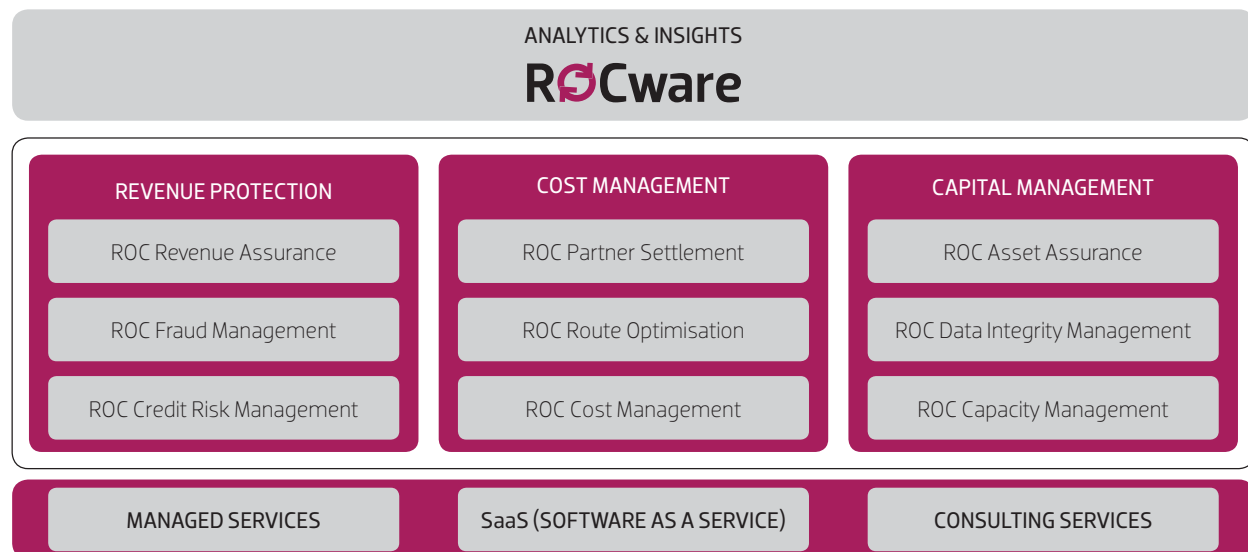 ANALYTICS & INSIGHTS
ROCware
REVENUE PROTECTION
ROC Revenue Assurance
ROC Fraud Management
ROC Credit Risk Management
COST MANAGEMENT
ROC Partner Settlement
ROC Route Optimisation
ROC Cost Management
CAPITAL MANAGEMENT
ROC Asset Assurance
ROC Data Integrity Management
ROC Capacity Management
MANAGED SERVICES
SaaS (SOFTWARE AS A SERVICE)
CONSULTING SERVICES